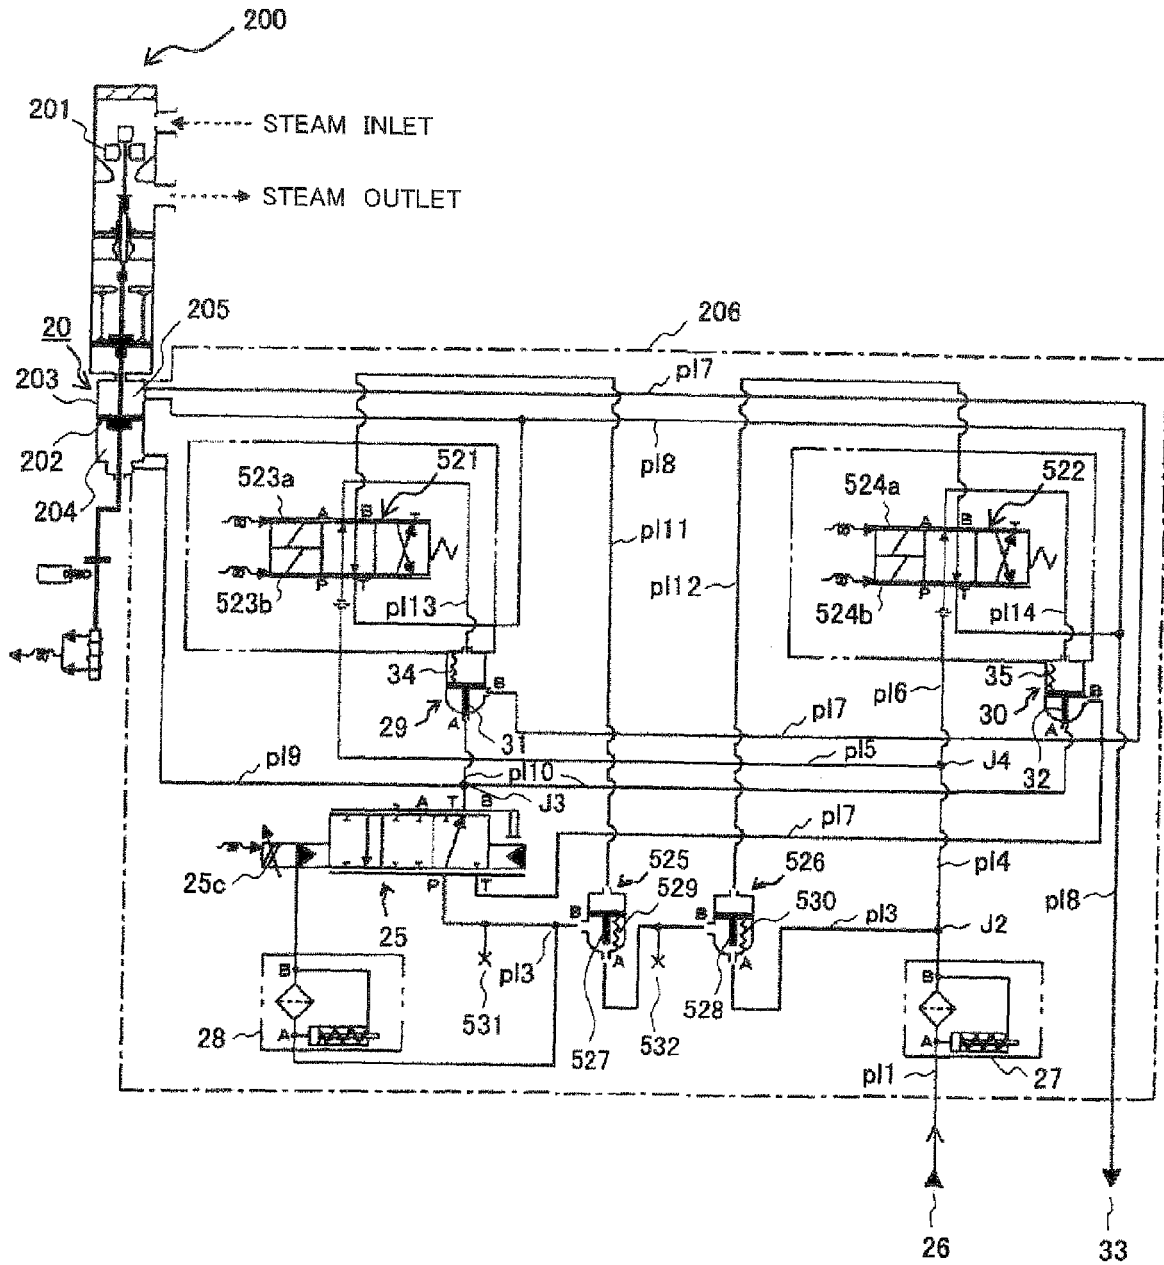 200
201
STEAM INLET
STEAM OUTLET
205
20
206
203
pl7
202
pl8
204
523a
521
A
B
T
P
T
523b
pl13
pl11
pl12
524a
522
A
B
T
P
T
524b
pl14
34
B
29
A
31
pl6
35
B
30
A
32
pl7
pl9
pl10
pl5
J4
J3
A
T
B
pl7
25c
P
T
25
525
526
529
530
pl4
B
B
pl3
pl8
J2
A
A
pl3
B
28
A
531
527
532
528
B
A
27
pl1
26
33